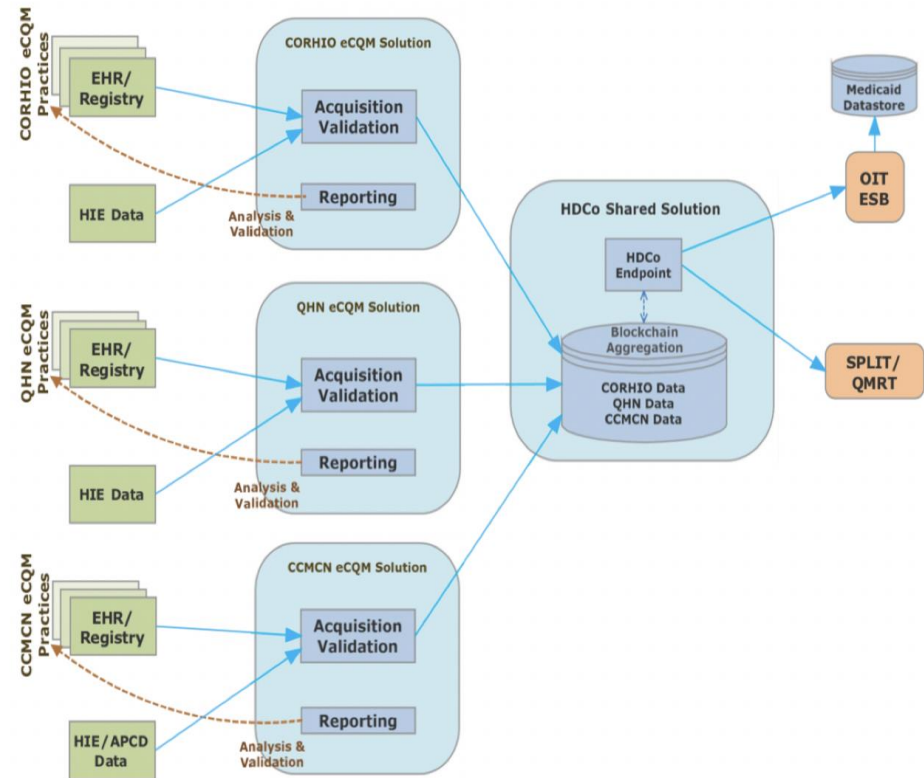 CORHIO eCQM
Practices
EHR/
Registry
HIE Data
CORHIO eCQM Solution
Acquisition
Validation
Reporting
Analysis &
Validation
QHN eCQM
Practices
EHR/
Registry
HIE Data
QHN eCQM Solution
Acquisition
Validation
Reporting
Analysis &
Validation
CCMCN eCQM
Practices
EHR/
Registry
HIE/APCD
Data
CCMCN eCQM Solution
Acquisition
Validation
Reporting
Analysis &
Validation
HDCo Shared Solution
HDCo
Endpoint
Blockchain
Aggregation
CORHIO Data
QHN Data
CCMCN Data
Medicaid
Datastore
OIT
ESB
SPLIT/
QMRT